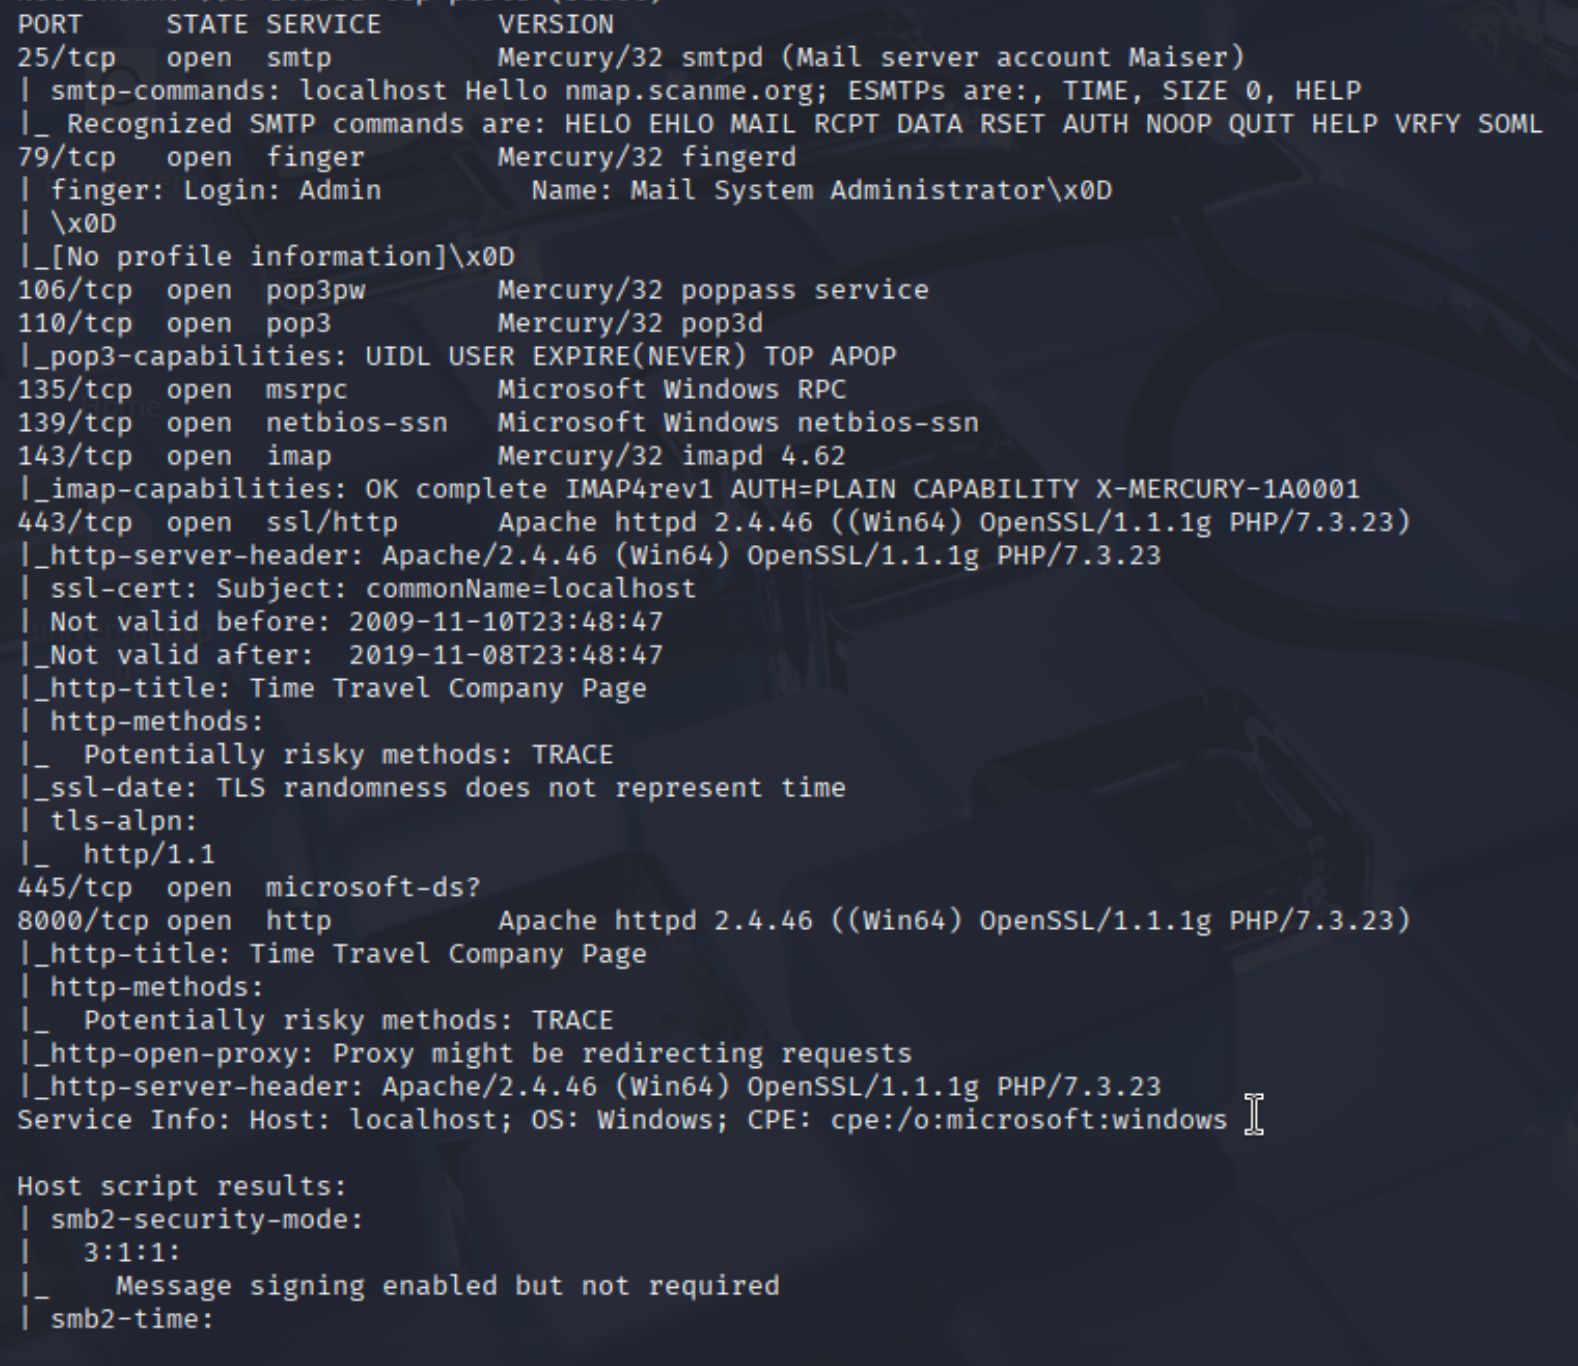 PORT     STATE SERVICE       VERSION
25/tcp   open  smtp          Mercury/32 smtpd (Mail server account Maiser)
| smtp-commands: localhost Hello nmap.scanme.org; ESMTPs are:, TIME, SIZE 0, HELP
|_ Recognized SMTP commands are: HELO EHLO MAIL RCPT DATA RSET AUTH NOOP QUIT HELP VRFY SOML
79/tcp   open  finger        Mercury/32 fingerd
| finger: Login: Admin         Name: Mail System Administrator\x0D
| \x0D
|_[No profile information]\x0D
106/tcp  open  pop3pw        Mercury/32 poppass service
110/tcp  open  pop3          Mercury/32 pop3d
|_pop3-capabilities: UIDL USER EXPIRE(NEVER) TOP APOP
135/tcp  open  msrpc         Microsoft Windows RPC
139/tcp  open  netbios-ssn   Microsoft Windows netbios-ssn
143/tcp  open  imap          Mercury/32 imapd 4.62
|_imap-capabilities: OK complete IMAP4rev1 AUTH=PLAIN CAPABILITY X-MERCURY-1A0001
443/tcp  open  ssl/http      Apache httpd 2.4.46 ((Win64) OpenSSL/1.1.1g PHP/7.3.23)
|_http-server-header: Apache/2.4.46 (Win64) OpenSSL/1.1.1g PHP/7.3.23
| ssl-cert: Subject: commonName=localhost
| Not valid before: 2009-11-10T23:48:47
|_Not valid after:  2019-11-08T23:48:47
|_http-title: Time Travel Company Page
| http-methods:
|_  Potentially risky methods: TRACE
|_ssl-date: TLS randomness does not represent time
| tls-alpn:
|_  http/1.1
445/tcp  open  microsoft-ds?
8000/tcp open  http          Apache httpd 2.4.46 ((Win64) OpenSSL/1.1.1g PHP/7.3.23)
|_http-title: Time Travel Company Page
| http-methods:
|_  Potentially risky methods: TRACE
|_http-open-proxy: Proxy might be redirecting requests
|_http-server-header: Apache/2.4.46 (Win64) OpenSSL/1.1.1g PHP/7.3.23
Service Info: Host: localhost; OS: Windows; CPE: cpe:/o:microsoft:windows

Host script results:
| smb2-security-mode:
|   3:1:1:
|_    Message signing enabled but not required
| smb2-time: